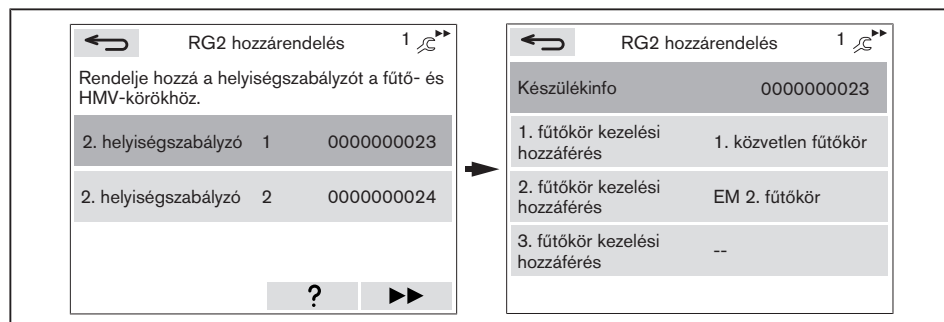 RG2 hozzárendelés 1
Rendelje hozzá a helyiségszabályzót a fűtő- és
HMV-körökhöz.
2. helyiségszabályzó 1 0000000023
2. helyiségszabályzó 2 0000000024
?
RG2 hozzárendelés 1
Készülékinfo 0000000023
1. fűtőkör kezelési
hozzáférés
1. közvetlen fűtőkör
2. fűtőkör kezelési
hozzáférés
EM 2. fűtőkör
3. fűtőkör kezelési
hozzáférés
--